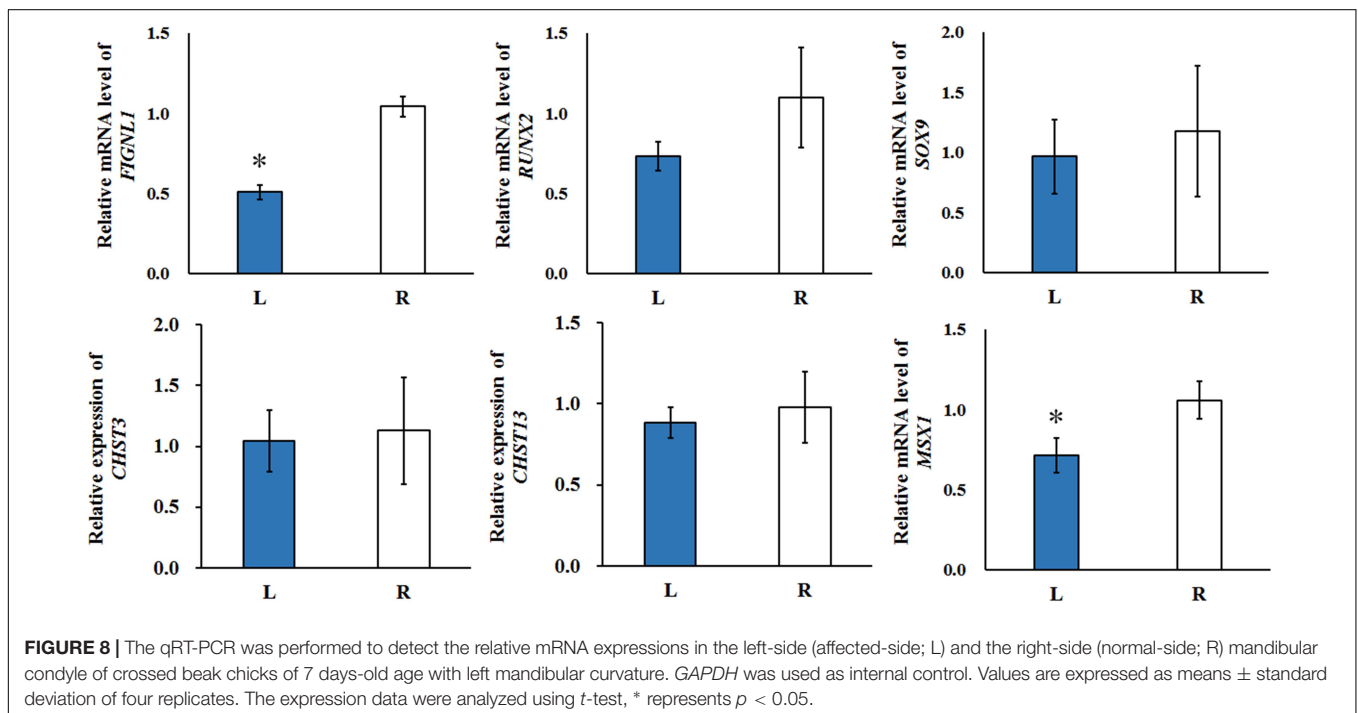 Relative mRNA level of
FIGNL1
1.5
1.0
0.5
0.0
*
L
R
Relative mRNA level of
RUNX2
1.5
1.0
0.5
0.0
L
R
Relative mRNA level of
SOX9
2.0
1.5
1.0
0.5
0.0
L
R
Relative expression of
CHST3
2.0
1.5
1.0
0.5
0.0
L
R
Relative expression of
CHST13
1.5
1.0
0.5
0.0
L
R
Relative mRNA level of
MSX1
1.5
1.0
0.5
0.0
*
L
R
FIGURE 8 | The qRT-PCR was performed to detect the relative mRNA expressions in the left-side (affected-side; L) and the right-side (normal-side; R) mandibular
condyle of crossed beak chicks of 7 days-old age with left mandibular curvature. GAPDH was used as internal control. Values are expressed as means ± standard
deviation of four replicates. The expression data were analyzed using t-test, * represents p < 0.05.